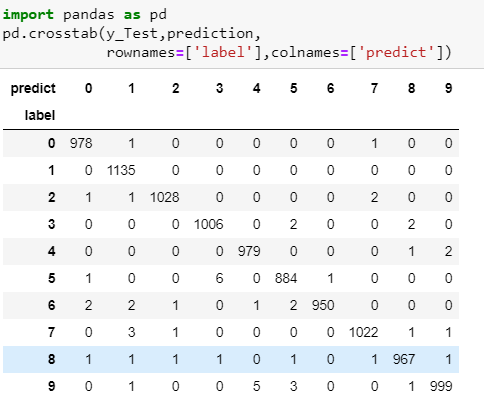 import pandas as pd
pd.crosstab(y_Test,prediction,
rownames=['label'],colnames=['predict'])
predict 0 1 2 3 4 5 6 7 8 9
label
0 978 1 0 0 0 0 0 1 0 0
1 0 1135 0 0 0 0 0 0 0 0
2 1 1 1028 0 0 0 0 2 0 0
3 0 0 0 1006 0 2 0 0 2 0
4 0 0 0 0 979 0 0 0 1 2
5 1 0 0 6 0 884 1 0 0 0
6 2 2 1 0 1 2 950 0 0 0
7 0 3 1 0 0 0 0 1022 1 1
8 1 1 1 1 0 1 0 1 967 1
9 0 1 0 0 5 3 0 0 1 999